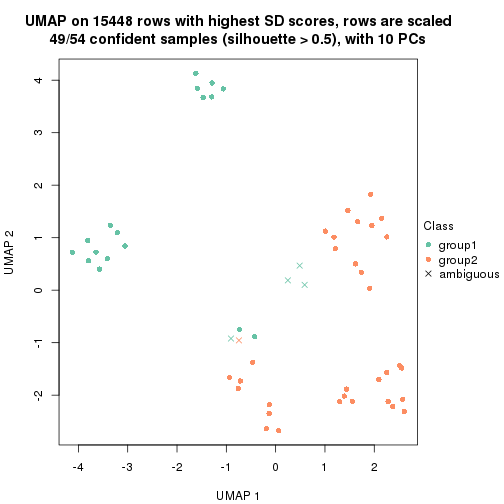 UMAP on 15448 rows with highest SD scores, rows are scaled
49/54 confident samples (silhouette > 0.5), with 10 PCs
4
3
2
1
0
-1
-2
UMAP 2
-4
-3
-2
-1
0
1
2
UMAP 1
Class
group1
group2
ambiguous